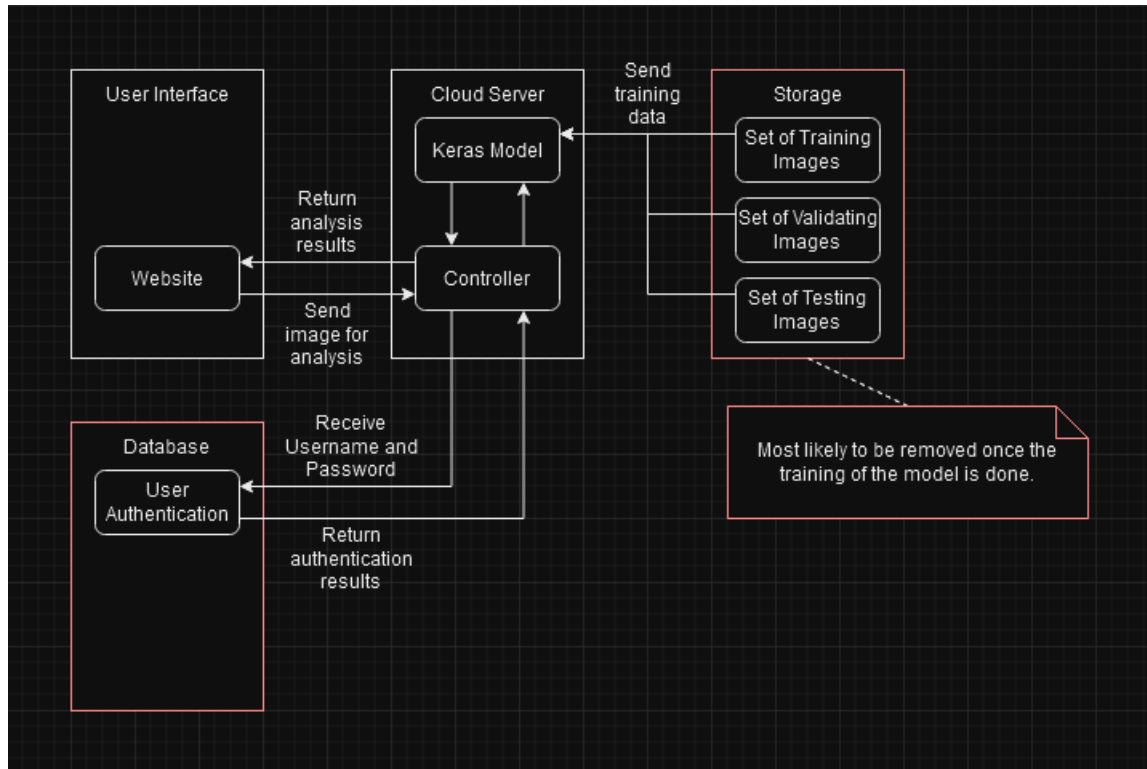 User Interface
Cloud Server
Send
training
data
Storage
Keras Model
Set of Training
Images
Return
analysis
results
Set of Validating
Images
Website
Controller
Set of Testing
Images
Send
image for
analysis
Receive
Username and
Password
Database
User
Authentication
Return
authentication
results
Most likely to be removed once the
training of the model is done.